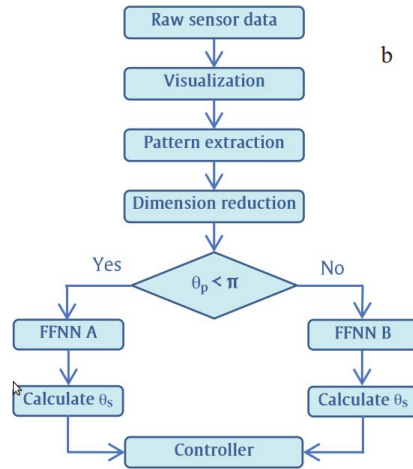 Raw sensor data
b
Visualization
Pattern extraction
Dimension reduction
Yes
θp < π
No
FFNN A
FFNN B
Calculate θs
Calculate θs
Controller